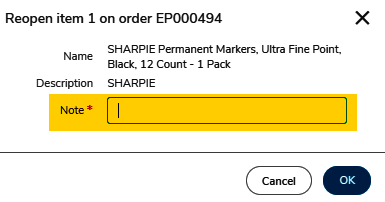 Reopen item 1 on order EP000494
Name SHARPIE Permanent Markers, Ultra Fine Point,
Black, 12 Count - 1 Pack
Description SHARPIE
Note *
Cancel OK